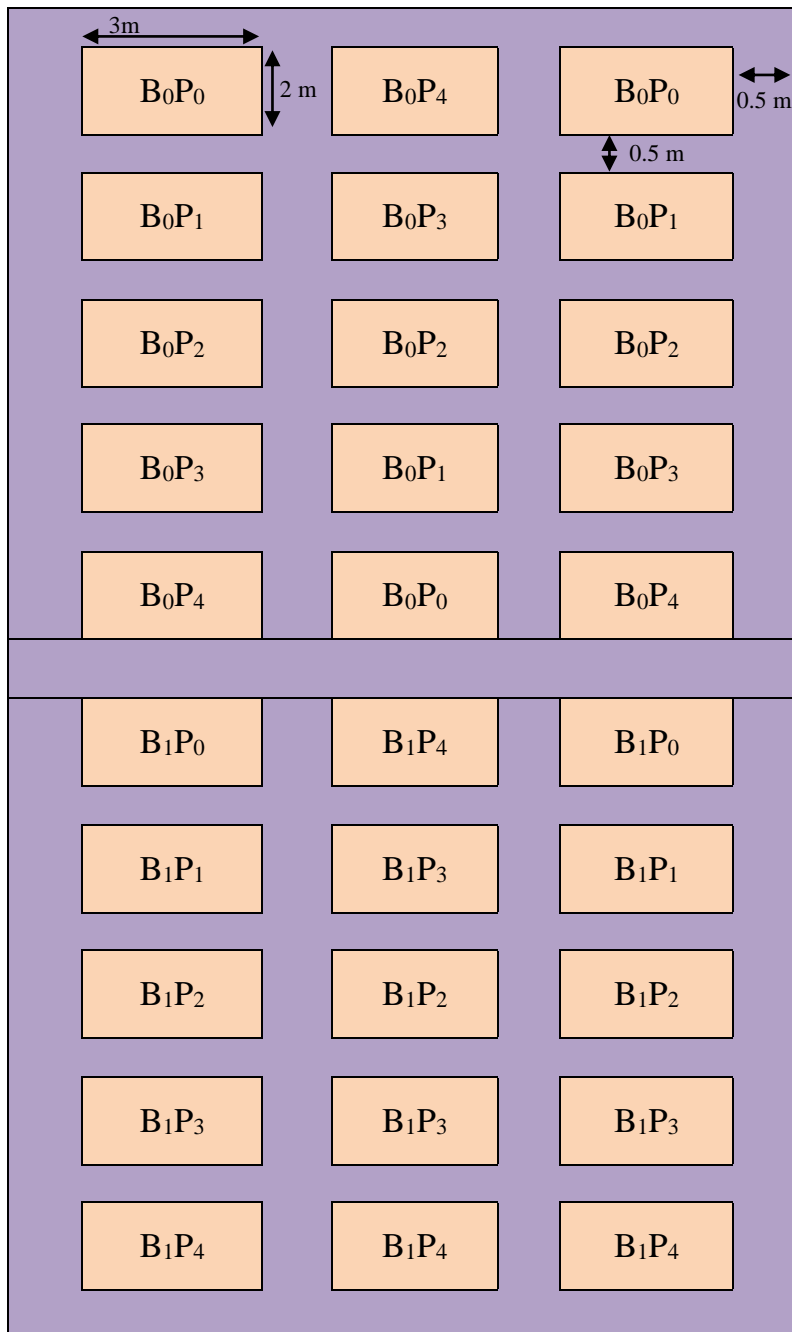 3m
B₀P₀ B₀P₄ B₀P₀
2 m
0.5 m
0.5 m
B₀P₁ B₀P₃ B₀P₁
B₀P₂ B₀P₂ B₀P₂
B₀P₃ B₀P₁ B₀P₃
B₀P₄ B₀P₀ B₀P₄
B₁P₀ B₁P₄ B₁P₀
B₁P₁ B₁P₃ B₁P₁
B₁P₂ B₁P₂ B₁P₂
B₁P₃ B₁P₃ B₁P₃
B₁P₄ B₁P₄ B₁P₄